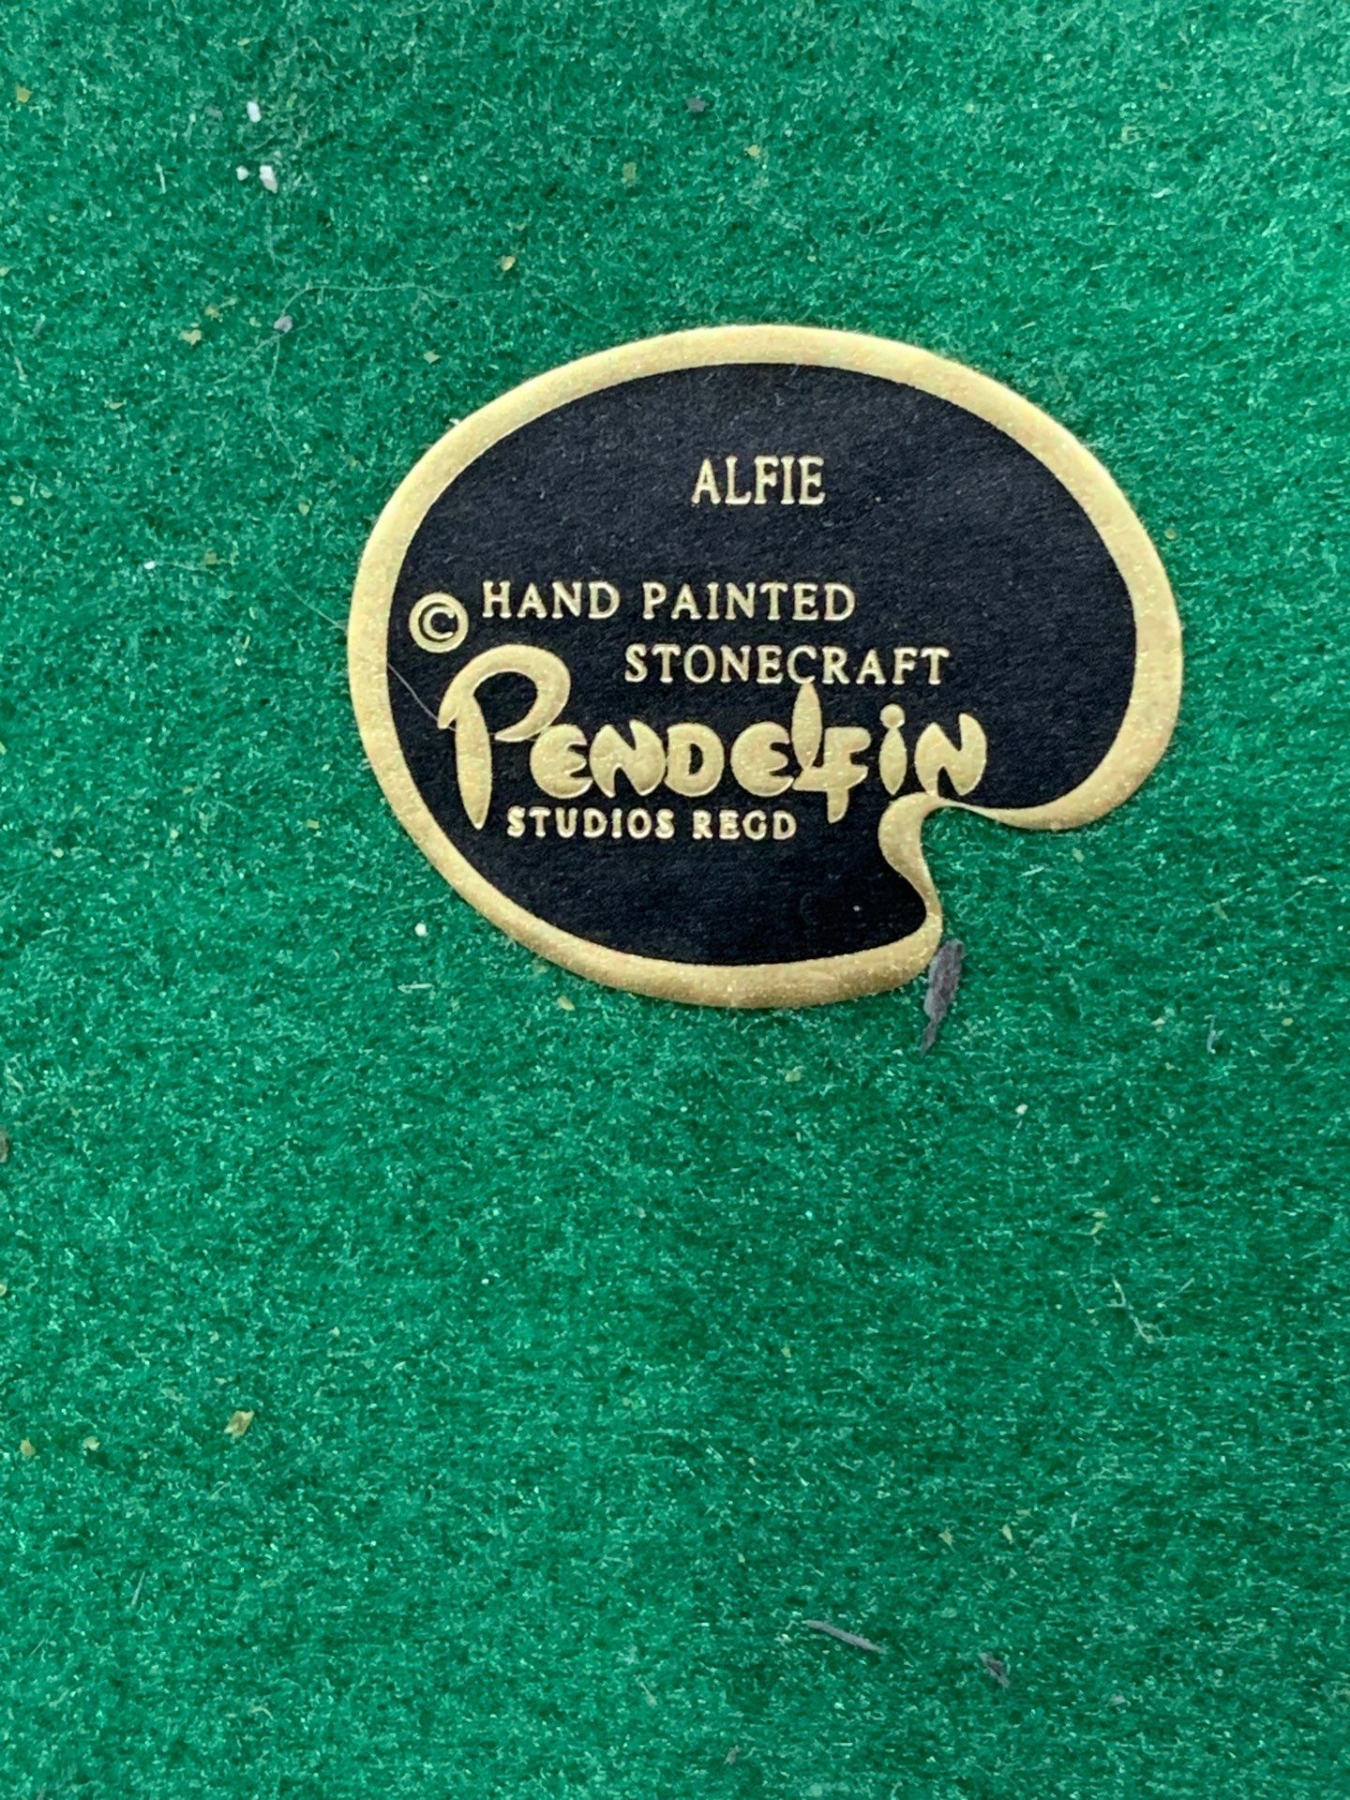 ALFIE
© HAND PAINTED
STONECRAFT
PENDELFIN
STUDIOS REGD